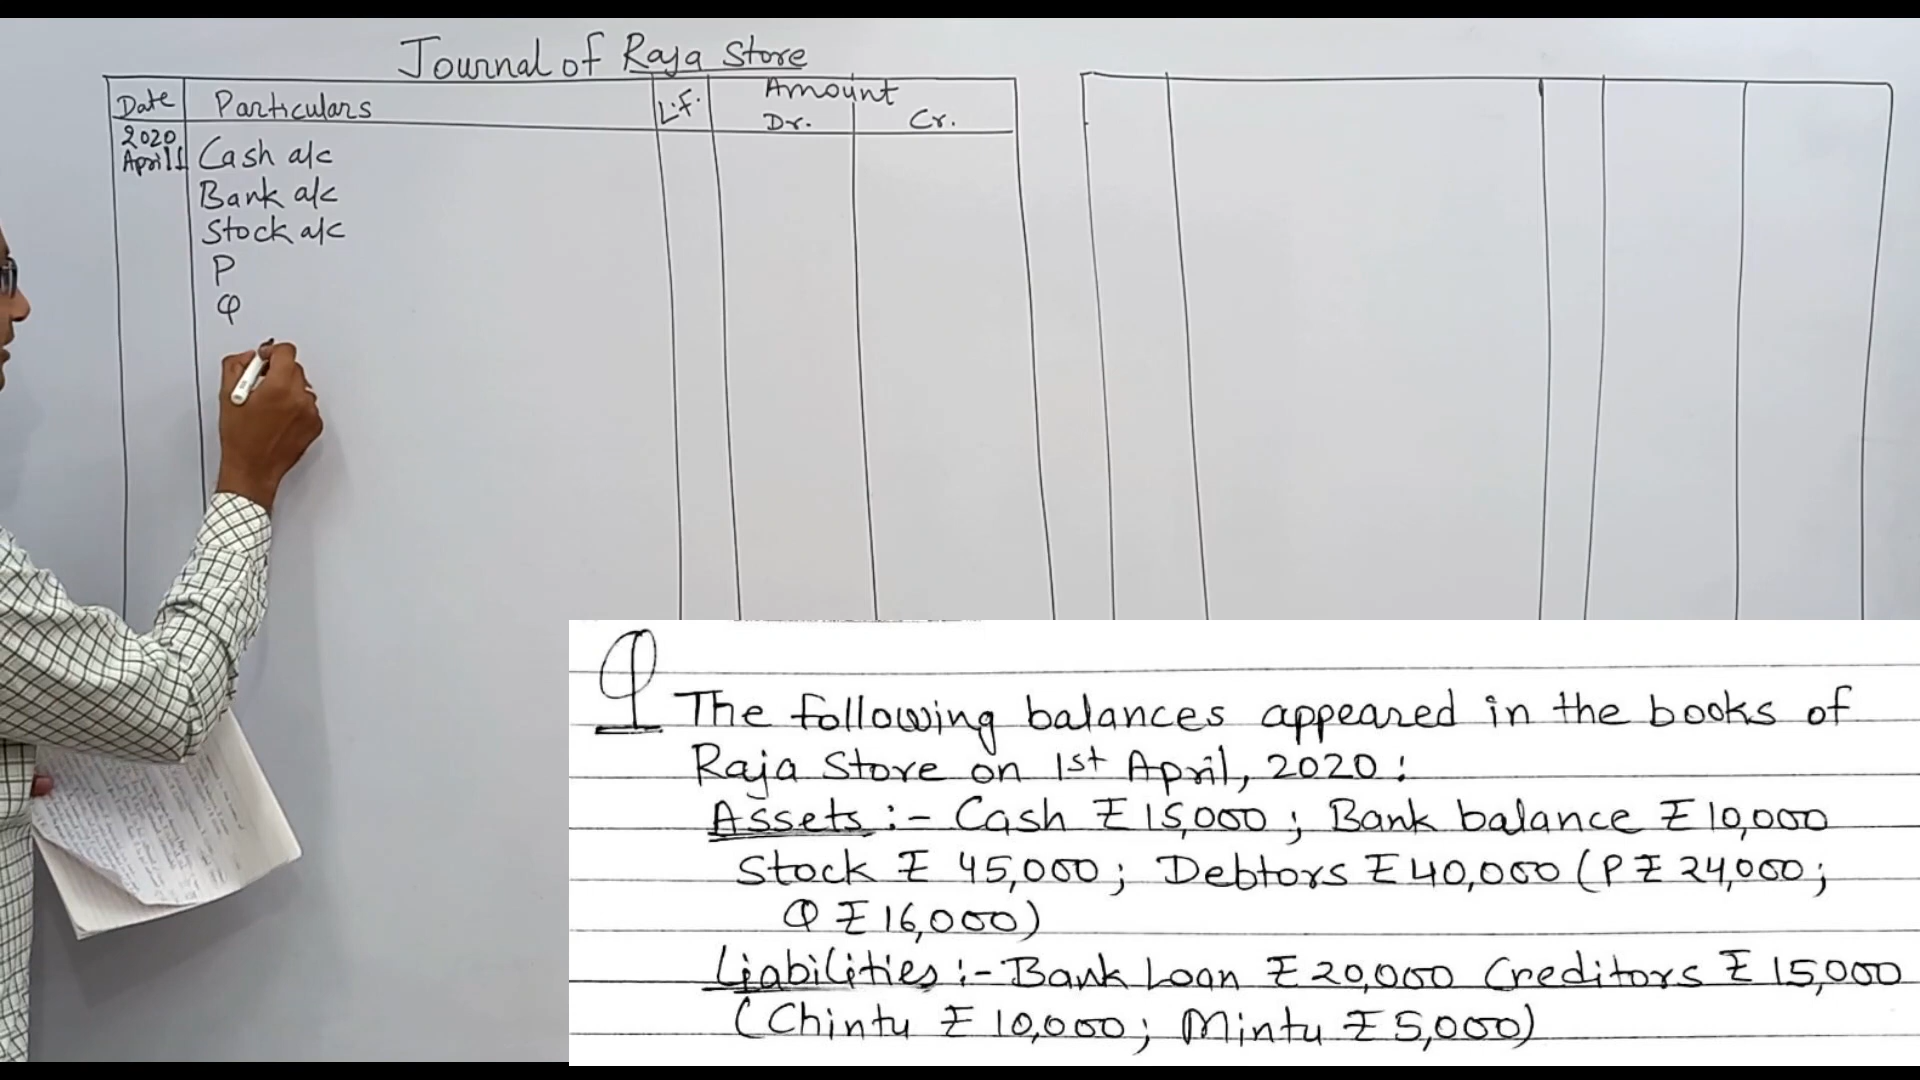 Journal of Raja Store
Date Particulars L.F. Amount
Dr. Cr.
2020
April 1 Cash a/c
Bank a/c
Stock a/c
P
Q
Q The following balances appeared in the books of
Raja Store on 1st April, 2020 :
Assets :- Cash ₹ 15,000 ; Bank balance ₹ 10,000
Stock ₹ 45,000 ; Debtors ₹ 40,000 (P ₹ 24,000 ;
Q ₹ 16,000)
Liabilities :- Bank Loan ₹ 20,000 Creditors ₹ 15,000
(Chintu ₹ 10,000 ; Mintu ₹ 5,000)